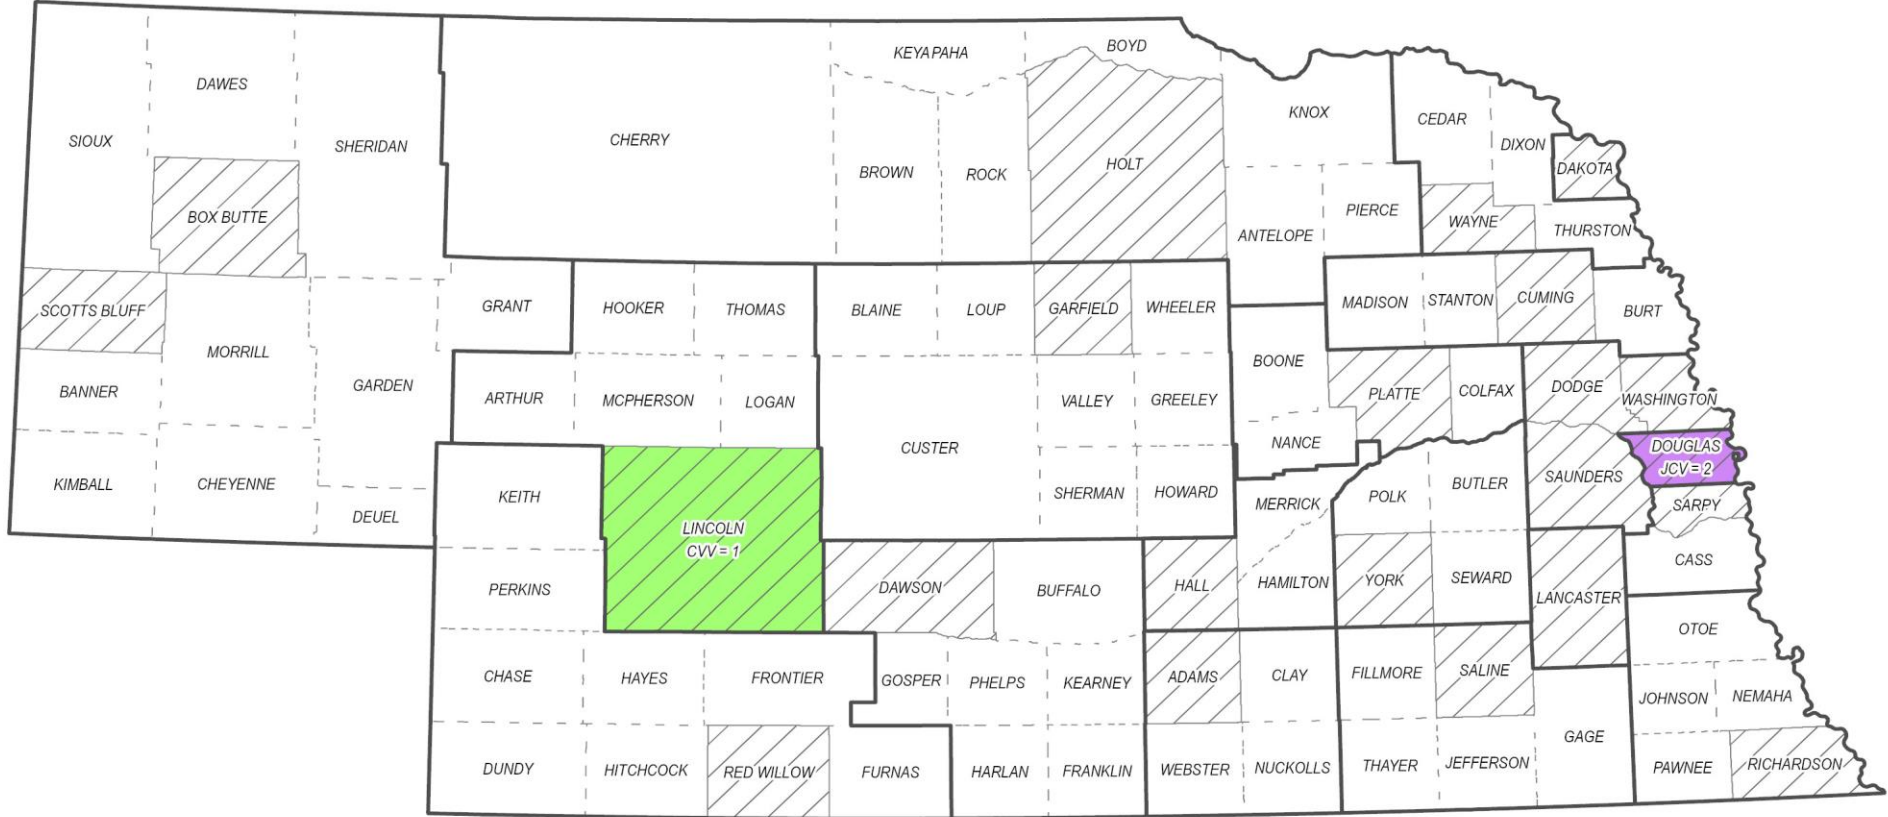 KEYAPAHA
BOYD
DAWES
KNOX
CEDAR
SIOUX
SHERIDAN
CHERRY
DIXON
BROWN
ROCK
HOLT
DAKOTA
BOX BUTTE
PIERCE
WAYNE
THURSTON
ANTELOPE
SCOTTS BLUFF
GRANT
HOOKER
THOMAS
BLAINE
LOUP
GARFIELD
WHEELER
MADISON
STANTON
CUMING
BURT
MORRILL
BANNER
GARDEN
ARTHUR
MCPHERSON
LOGAN
VALLEY
GREELEY
BOONE
PLATTE
COLFAX
DODGE
WASHINGTON
CUSTER
NANCE
DOUGLAS
JCV = 2
KIMBALL
CHEYENNE
DEUEL
KEITH
LINCOLN
CVV = 1
SHERMAN
HOWARD
MERRICK
POLK
BUTLER
SAUNDERS
SARPY
PERKINS
DAWSON
BUFFALO
HALL
HAMILTON
YORK
SEWARD
LANCASTER
CASS
OTOE
CHASE
HAYES
FRONTIER
GOSPER
PHELPS
KEARNEY
ADAMS
CLAY
FILLMORE
SALINE
JOHNSON
NEMAHA
DUNDY
HITCHCOCK
RED WILLOW
FURNAS
HARLAN
FRANKLIN
WEBSTER
NUCKOLLS
THAYER
JEFFERSON
GAGE
PAWNEE
RICHARDSON